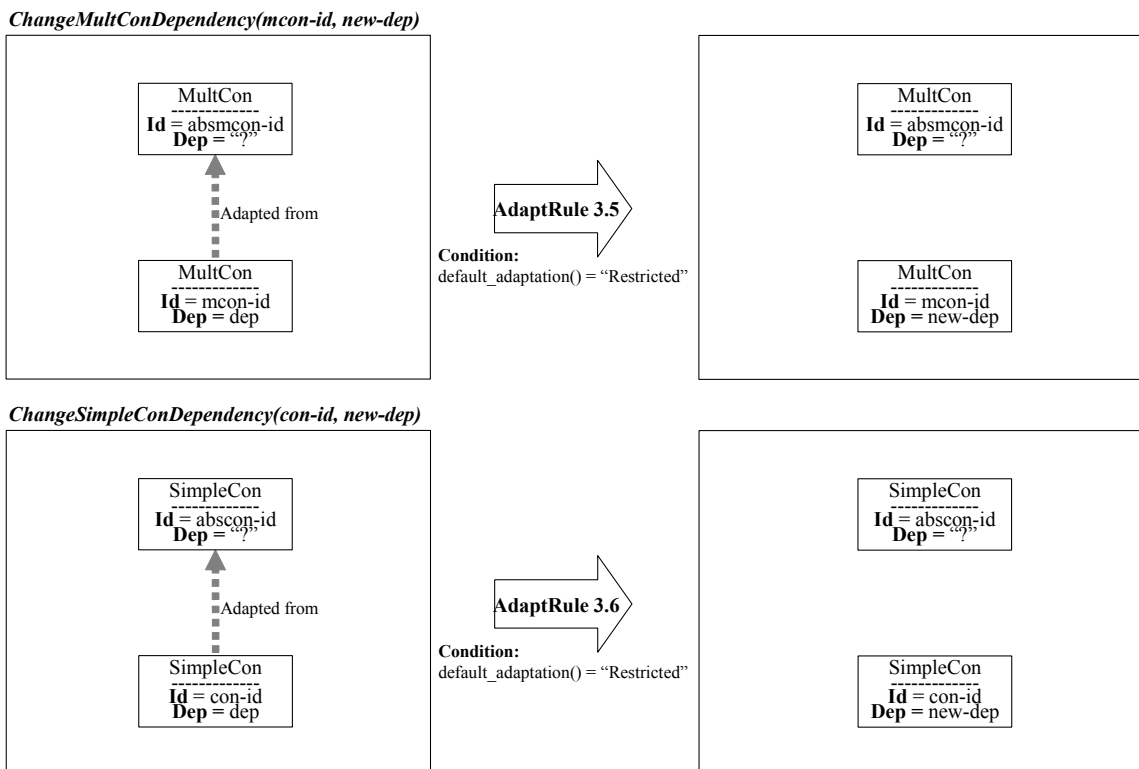 ChangeMultConDependency(mcon-id, new-dep)
MultCon
-------------
Id = absmcon-id
Dep = “?”
Adapted from
MultCon
-------------
Id = mcon-id
Dep = dep
AdaptRule 3.5
Condition:
default_adaptation() = “Restricted”
MultCon
-------------
Id = absmcon-id
Dep = “?”
MultCon
-------------
Id = mcon-id
Dep = new-dep
ChangeSimpleConDependency(con-id, new-dep)
SimpleCon
-------------
Id = abscon-id
Dep = “?”
Adapted from
SimpleCon
-------------
Id = con-id
Dep = dep
AdaptRule 3.6
Condition:
default_adaptation() = “Restricted”
SimpleCon
-------------
Id = abscon-id
Dep = “?”
SimpleCon
-------------
Id = con-id
Dep = new-dep